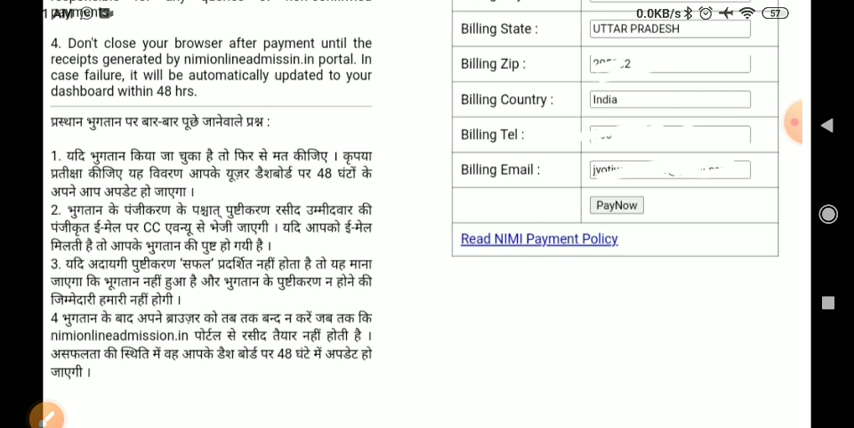 payments
1 AM
0.0KB/s
57
4. Don't close your browser after payment until the
receipts generated by nimionlineadmissin.in portal. In
case failure, it will be automatically updated to your
dashboard within 48 hrs.
प्रस्थान भुगतान पर बार-बार पूछे जानेवाले प्रश्न :
1. यदि भुगतान किया जा चुका है तो फिर से मत कीजिए । कृपया
प्रतीक्षा कीजिए यह विवरण आपके यूज़र डैशबोर्ड पर 48 घंटों के
अपने आप अपडेट हो जाएगा ।
2. भुगतान के पंजीकरण के पश्चात् पुष्टीकरण रसीद उम्मीदवार की
पंजीकृत ई-मेल पर CC एवन्यू से भेजी जाएगी । यदि आपको ई-मेल
मिलती है तो आपके भुगतान की पुष्ट हो गयी है ।
3. यदि अदायगी पुष्टीकरण ‘सफल’ प्रदर्शित नहीं होता है तो यह माना
जाएगा कि भूगतान नहीं हुआ है और भुगतान के पुष्टीकरण न होने की
जिम्मेदारी हमारी नहीं होगी ।
4 भुगतान के बाद अपने ब्राउज़र को तब तक बन्द न करें जब तक कि
nimionlineadmission.in पोर्टल से रसीद तैयार नहीं होती है ।
असफलता की स्थिति में वह आपके डैश बोर्ड पर 48 घंटे में अपडेट हो
जाएगी ।
Billing State : UTTAR PRADESH
Billing Zip :
Billing Country : India
Billing Tel :
Billing Email :
PayNow
Read NIMI Payment Policy